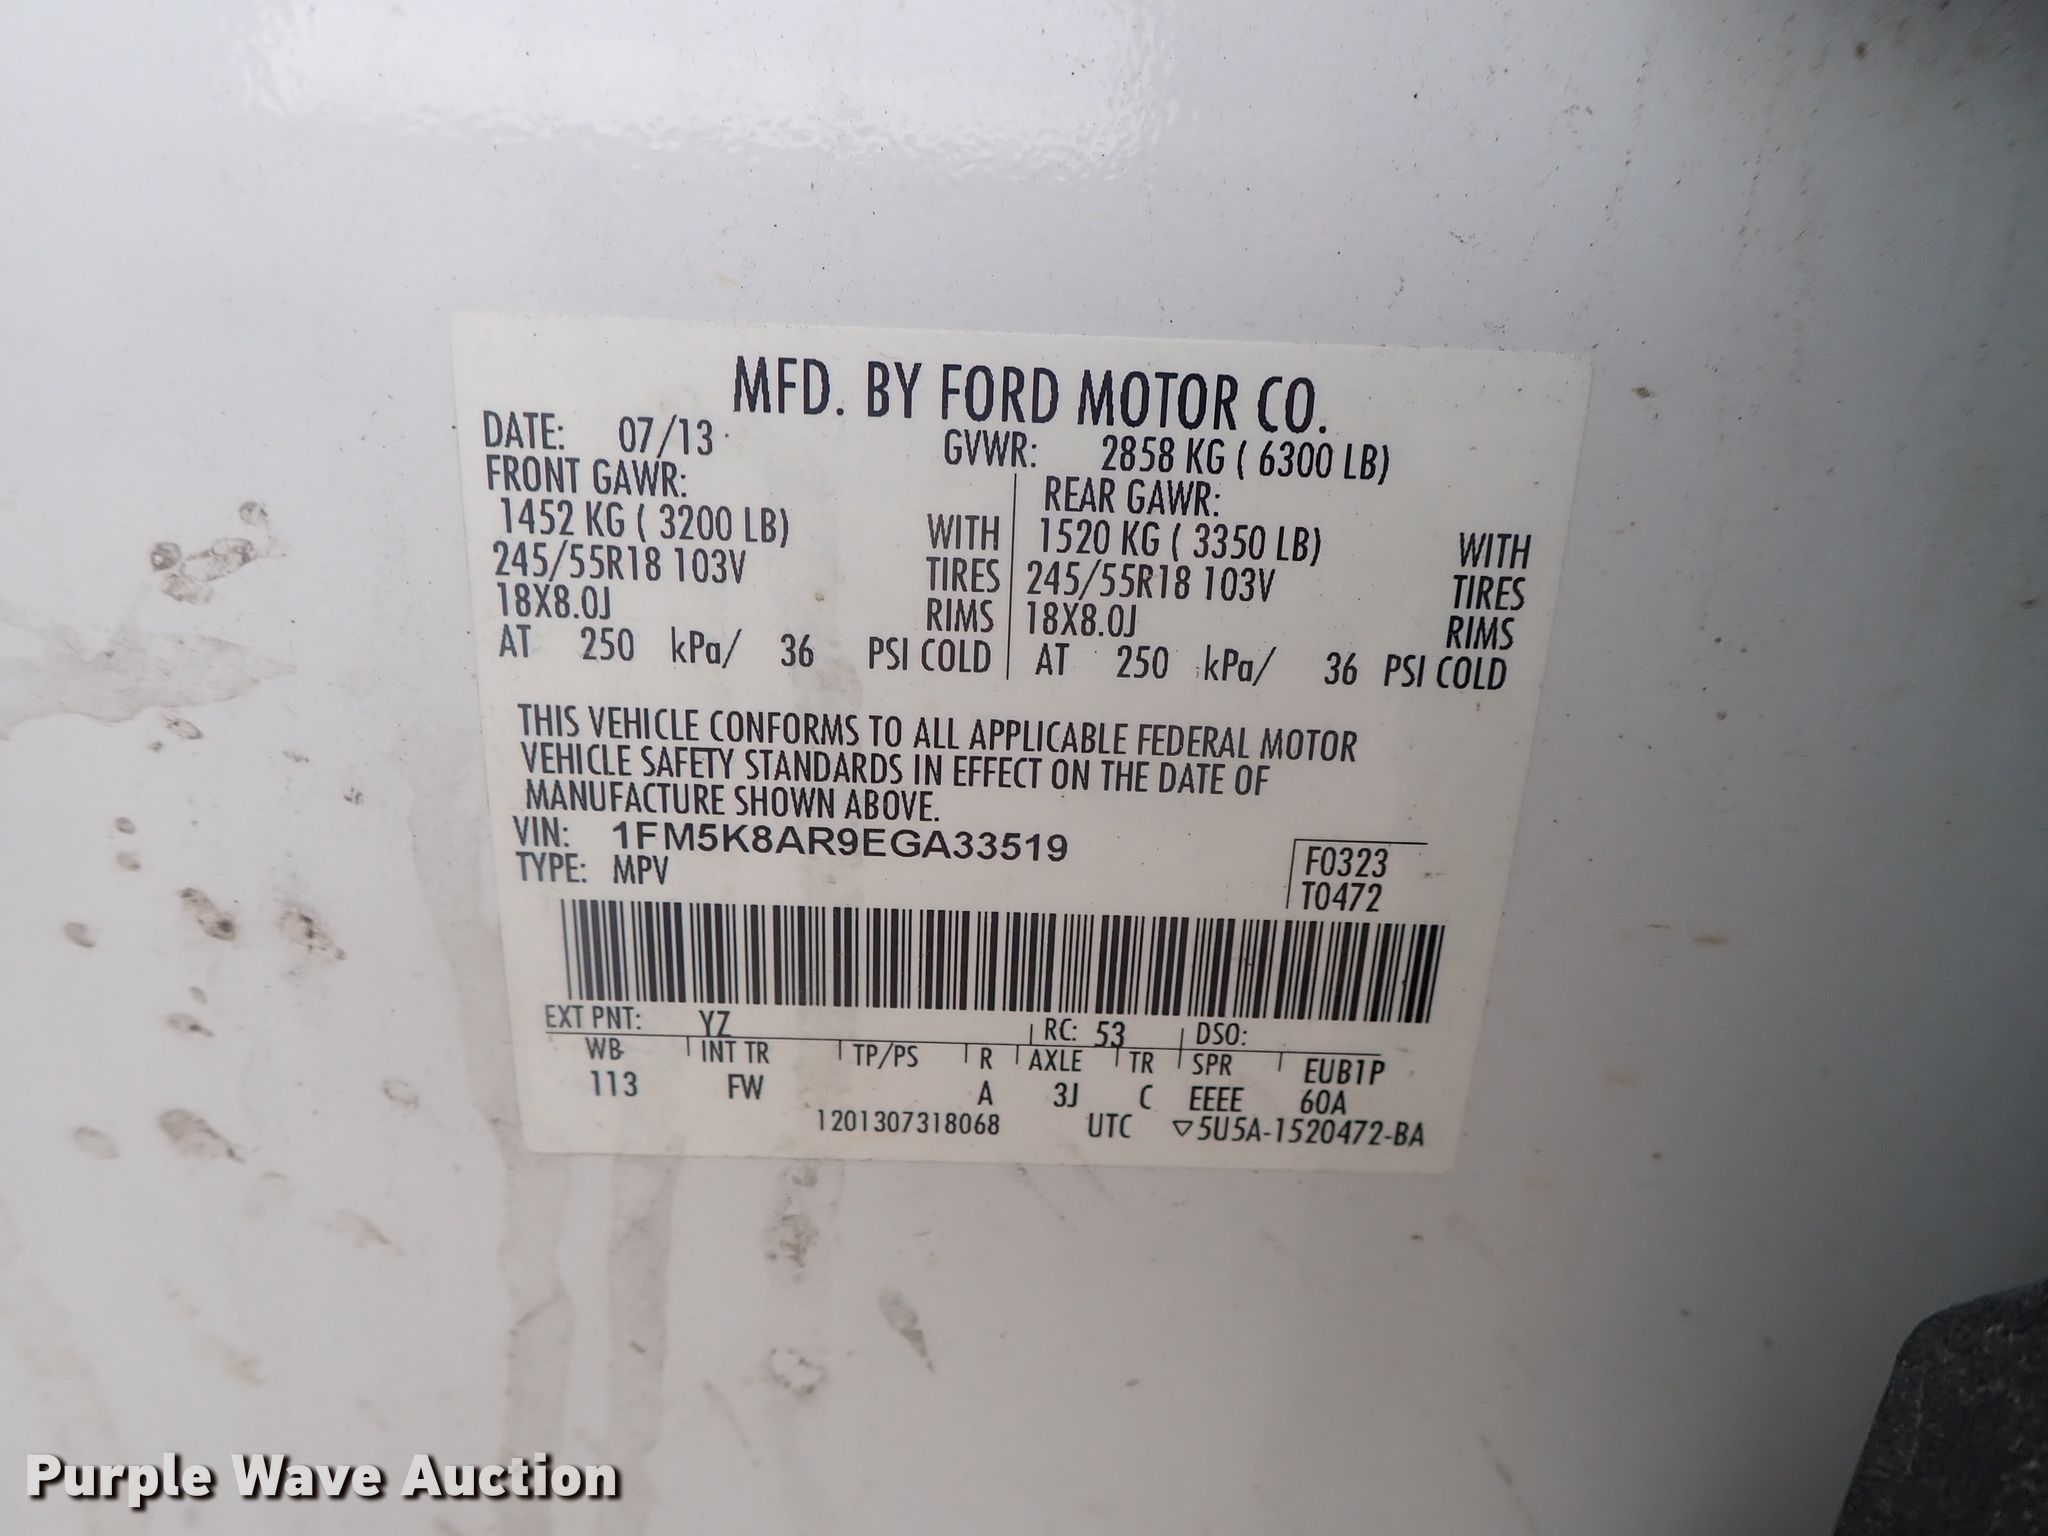 MFD. BY FORD MOTOR CO.
DATE: 07/13 GVWR: 2858 KG ( 6300 LB)
FRONT GAWR: REAR GAWR:
1452 KG ( 3200 LB) WITH 1520 KG ( 3350 LB) WITH
245/55R18 103V TIRES 245/55R18 103V TIRES
18X8.0J RIMS 18X8.0J RIMS
AT 250 kPa/ 36 PSI COLD AT 250 kPa/ 36 PSI COLD
THIS VEHICLE CONFORMS TO ALL APPLICABLE FEDERAL MOTOR
VEHICLE SAFETY STANDARDS IN EFFECT ON THE DATE OF
MANUFACTURE SHOWN ABOVE.
VIN: 1FM5K8AR9EGA33519
TYPE: MPV
F0323
T0472
EXT PNT: YZ RC: 53 DSO:
WB INT TR TP/PS R AXLE TR SPR EUB1P
113 FW A 3J C EEEE 60A
1201307318068 UTC ▽5U5A-1520472-BA
Purple Wave Auction